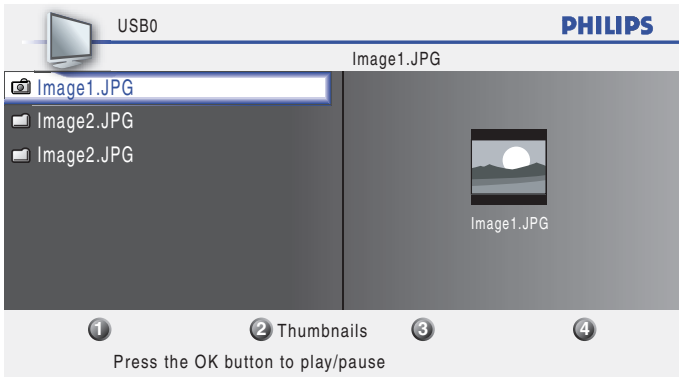 USB0
PHILIPS
Image1.JPG
Image1.JPG
Image2.JPG
Image2.JPG
Image1.JPG
1 2 Thumbnails 3 4
Press the OK button to play/pause